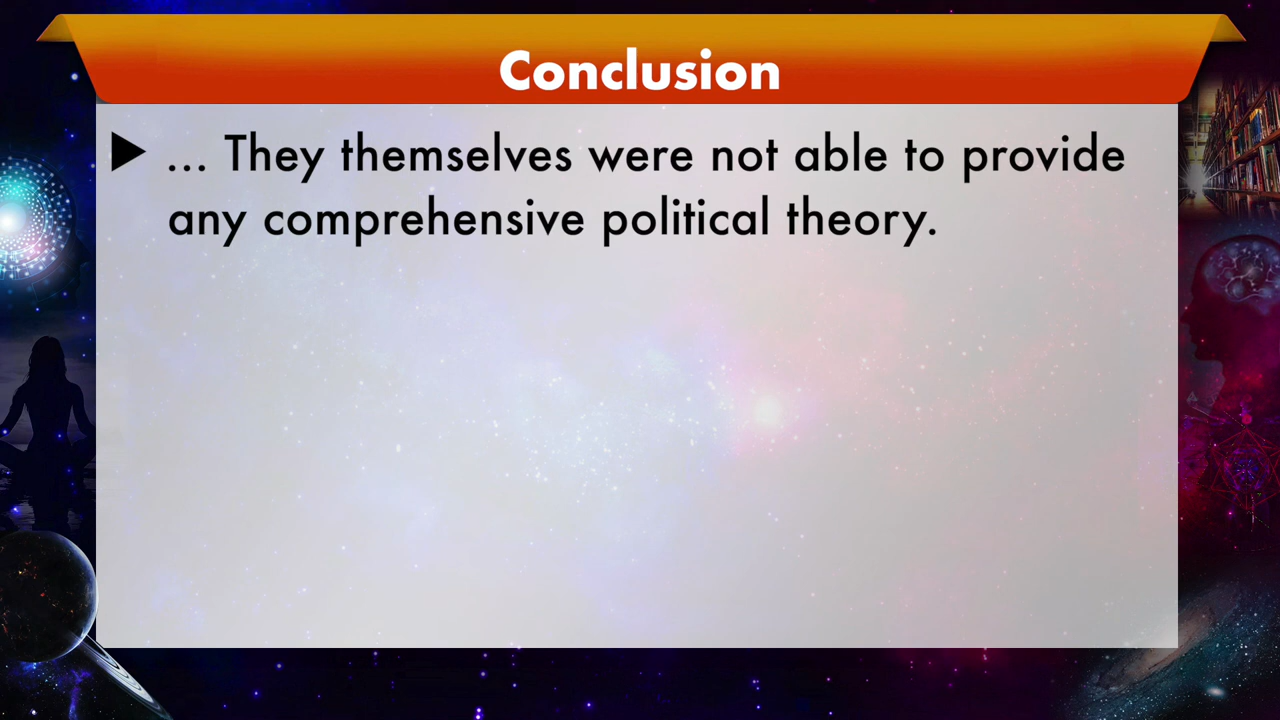 Conclusion
... They themselves were not able to provide
any comprehensive political theory.